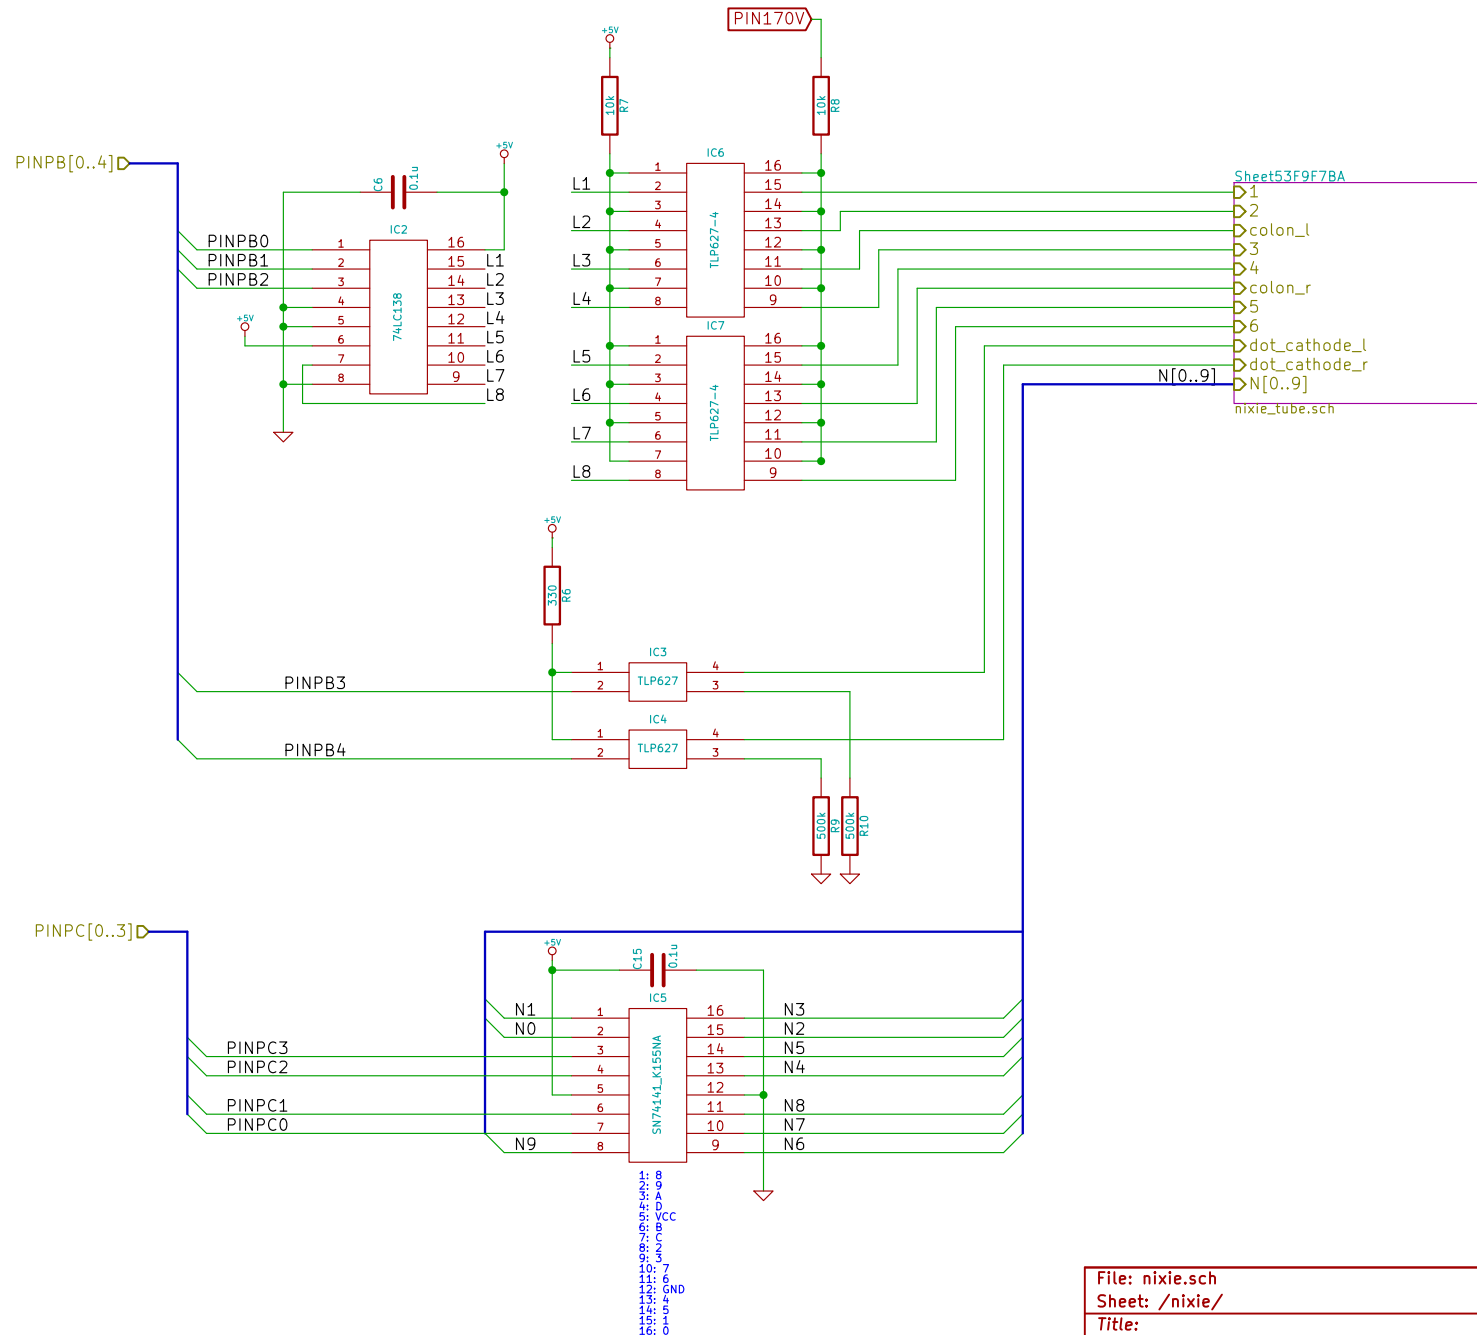 PIN170V
+5V
10k
R7
10k
R8
PINPB[0..4]
+5V
C6
0.1u
IC2
PINPB0
PINPB1
PINPB2
1
2
3
4
5
6
7
8
74LC138
16
15
14
13
12
11
10
9
L1
L2
L3
L4
L5
L6
L7
L8
+5V
IC6
L1
L2
L3
L4
1
2
3
4
5
6
7
8
TLP627-4
16
15
14
13
12
11
10
9
IC7
L5
L6
L7
L8
1
2
3
4
5
6
7
8
TLP627-4
16
15
14
13
12
11
10
9
Sheet53F9F7BA
1
2
colon_l
3
4
colon_r
5
6
dot_cathode_l
dot_cathode_r
N[0..9]
N[0..9]
nixie_tube.sch
+5V
330
R6
IC3
PINPB3
1
2
TLP627
4
3
IC4
PINPB4
1
2
TLP627
4
3
500k
R9
500k
R10
PINPC[0..3]
+5V
C15
0.1u
IC5
N1
N0
PINPC3
PINPC2
PINPC1
PINPC0
N9
1
2
3
4
5
6
7
8
SN74141_K155NA
16
15
14
13
12
11
10
9
N3
N2
N5
N4
N8
N7
N6
1: 8
2: 9
3: A
4: D
5: VCC
6: B
7: C
8: 2
9: 3
10: 7
11: 6
12: GND
13: 4
14: 5
15: 1
16: 0
File: nixie.sch
Sheet: /nixie/
Title: